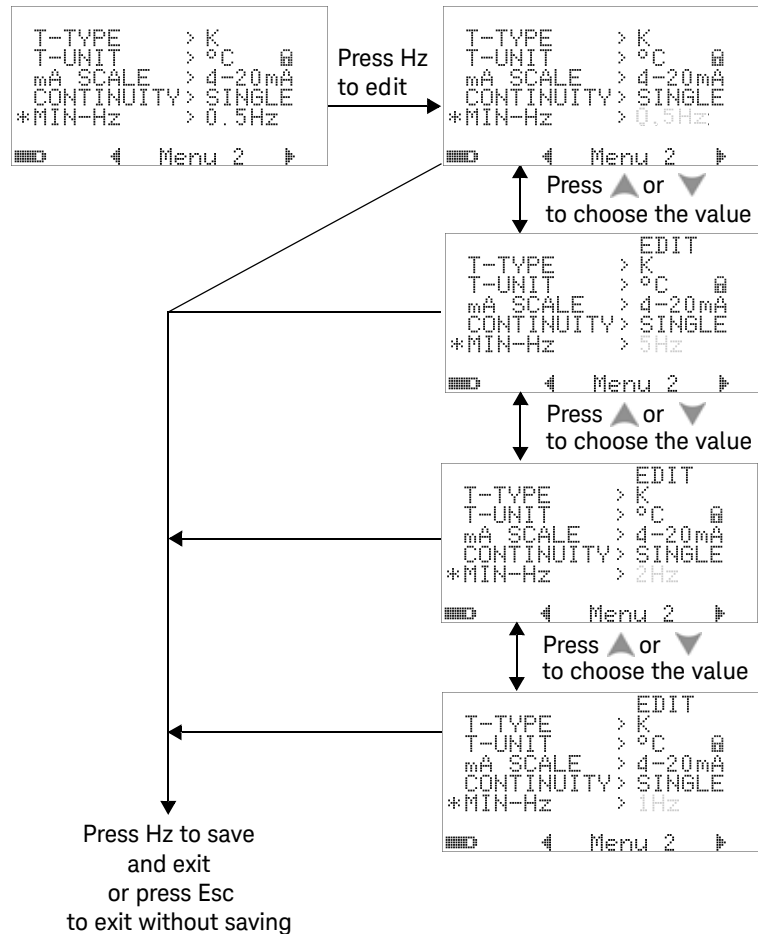 T-TYPE > K
T-UNIT > °C
mA SCALE > 4-20mA
CONTINUITY> SINGLE
*MIN-Hz > 0.5Hz
Menu 2
Press Hz
to edit
T-TYPE > K
T-UNIT > °C
mA SCALE > 4-20mA
CONTINUITY> SINGLE
*MIN-Hz > 0.5Hz
Menu 2
Press ▲ or ▼
to choose the value
EDIT
T-TYPE > K
T-UNIT > °C
mA SCALE > 4-20mA
CONTINUITY> SINGLE
*MIN-Hz > 5Hz
Menu 2
Press ▲ or ▼
to choose the value
EDIT
T-TYPE > K
T-UNIT > °C
mA SCALE > 4-20mA
CONTINUITY> SINGLE
*MIN-Hz > 2Hz
Menu 2
Press ▲ or ▼
to choose the value
EDIT
T-TYPE > K
T-UNIT > °C
mA SCALE > 4-20mA
CONTINUITY> SINGLE
*MIN-Hz > 1Hz
Menu 2
Press Hz to save
and exit
or press Esc
to exit without saving